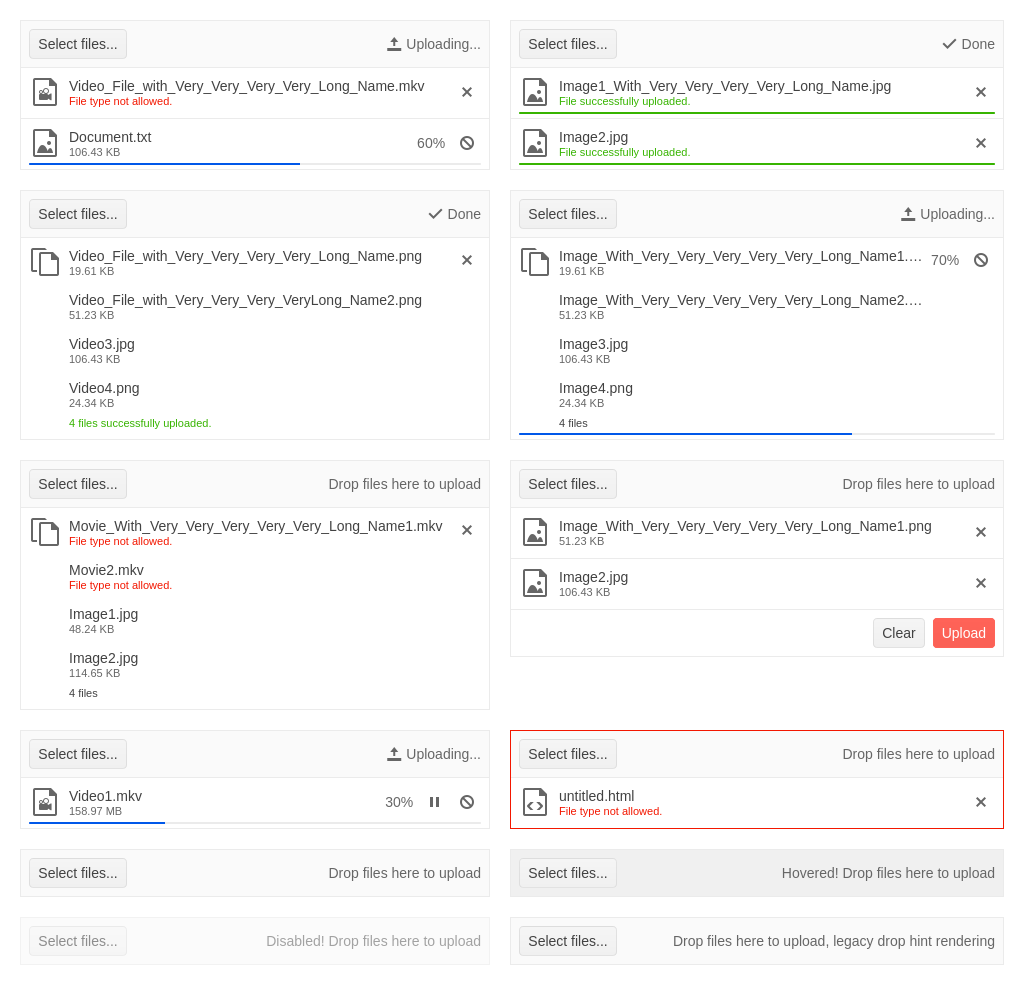 Select files...
Uploading...
Video_File_with_Very_Very_Very_Very_Long_Name.mkv
File type not allowed.
Document.txt
106.43 KB
60%
Select files...
Done
Image1_With_Very_Very_Very_Very_Long_Name.jpg
File successfully uploaded.
Image2.jpg
File successfully uploaded.
Select files...
Done
Video_File_with_Very_Very_Very_Very_Long_Name.png
19.61 KB
Video_File_with_Very_Very_Very_VeryLong_Name2.png
51.23 KB
Video3.jpg
106.43 KB
Video4.png
24.34 KB
4 files successfully uploaded.
Select files...
Uploading...
Image_With_Very_Very_Very_Very_Very_Long_Name1.…
70%
19.61 KB
Image_With_Very_Very_Very_Very_Very_Long_Name2.…
51.23 KB
Image3.jpg
106.43 KB
Image4.png
24.34 KB
4 files
Select files...
Drop files here to upload
Movie_With_Very_Very_Very_Very_Very_Long_Name1.mkv
File type not allowed.
Movie2.mkv
File type not allowed.
Image1.jpg
48.24 KB
Image2.jpg
114.65 KB
4 files
Select files...
Drop files here to upload
Image_With_Very_Very_Very_Very_Very_Long_Name1.png
51.23 KB
Image2.jpg
106.43 KB
Clear
Upload
Select files...
Uploading...
Video1.mkv
158.97 MB
30%
Select files...
Drop files here to upload
untitled.html
File type not allowed.
Select files...
Drop files here to upload
Select files...
Hovered! Drop files here to upload
Select files...
Disabled! Drop files here to upload
Select files...
Drop files here to upload, legacy drop hint rendering